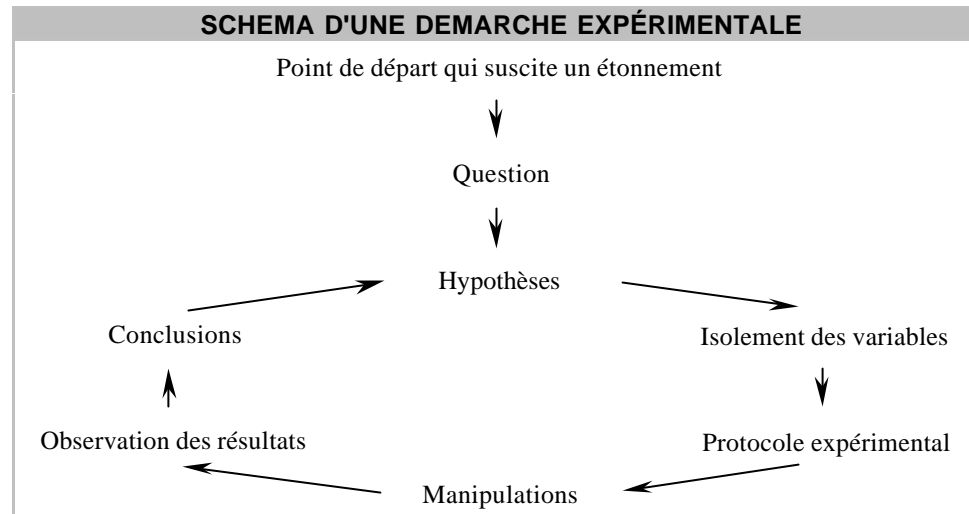 SCHEMA D'UNE DEMARCHE EXPÉRIMENTALE
Point de départ qui suscite un étonnement
Question
Hypothèses
Conclusions
Isolement des variables
Observation des résultats
Protocole expérimental
Manipulations